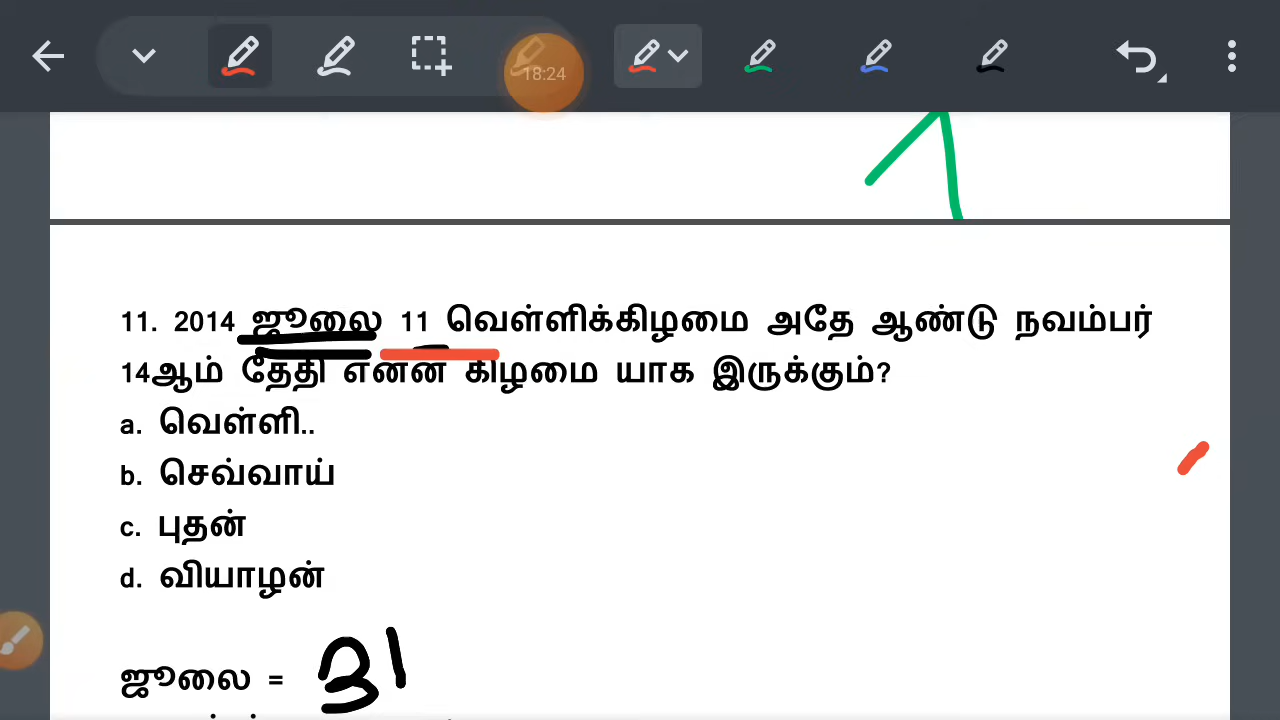 18:24
11. 2014 ஜூலை 11 வெள்ளிக்கிழமை அதே ஆண்டு நவம்பர்
14ஆம் தேதி என்ன கிழமை யாக இருக்கும்?
a. வெள்ளி..
b. செவ்வாய்
c. புதன்
d. வியாழன்
ஜூலை = 31